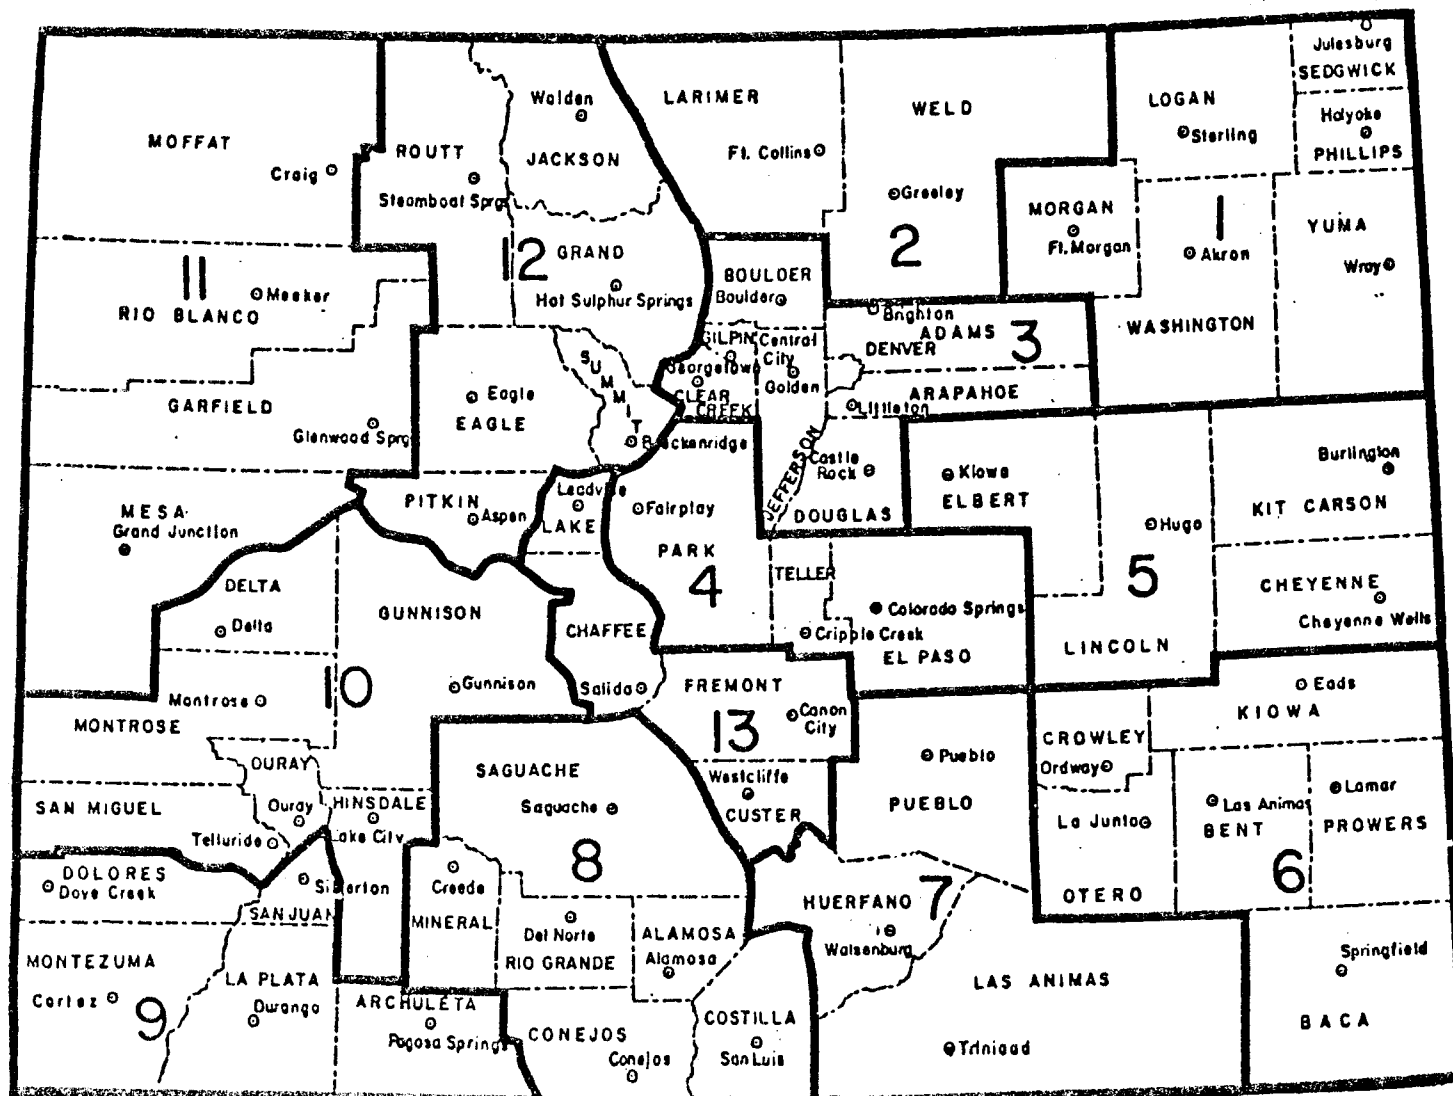 MOFFAT
Craig
ROUTT
Steamboat Sprgs
Walden
JACKSON
LARIMER
Ft. Collins
WELD
Greeley
2
LOGAN
Sterling
Julesburg
SEDGWICK
Holyoke
PHILLIPS
MORGAN
Ft. Morgan
1
Akron
YUMA
Wray
WASHINGTON
11
Meeker
RIO BLANCO
12
GRAND
Hot Sulphur Springs
BOULDER
Boulder
GILPIN
Central
City
Georgetown
CLEAR
CREEK
Golden
Brighton
ADAMS
3
DENVER
ARAPAHOE
Littleton
GARFIELD
Glenwood Sprg
Eagle
EAGLE
SUMMIT
Breckenridge
JEFFERSON
Castle
Rock
DOUGLAS
Kiowa
ELBERT
Burlington
KIT CARSON
MESA
Grand Junction
PITKIN
Aspen
Leadville
LAKE
Fairplay
PARK
4
TELLER
Cripple Creek
Colorado Springs
EL PASO
Hugo
5
LINCOLN
CHEYENNE
Cheyenne Wells
DELTA
Delta
GUNNISON
Gunnison
CHAFFEE
Salida
Montrose
10
MONTROSE
FREMONT
13
Canon
City
Westcliffe
CUSTER
Pueblo
PUEBLO
CROWLEY
Ordway
Eads
KIOWA
OURAY
Ouray
SAN MIGUEL
Telluride
HINSDALE
Lake City
SAGUACHE
Saguache
8
La Junta
OTERO
Las Animas
BENT
6
Lamar
PROWERS
DOLORES
Dove Creek
Silverton
SAN JUAN
Creede
MINERAL
Del Norte
RIO GRANDE
ALAMOSA
Alamosa
HUERFANO
7
Walsenburg
MONTEZUMA
Cortez
9
LA PLATA
Durango
ARCHULETA
Pagosa Springs
CONEJOS
Conejos
COSTILLA
San Luis
LAS ANIMAS
Trinidad
Springfield
BACA